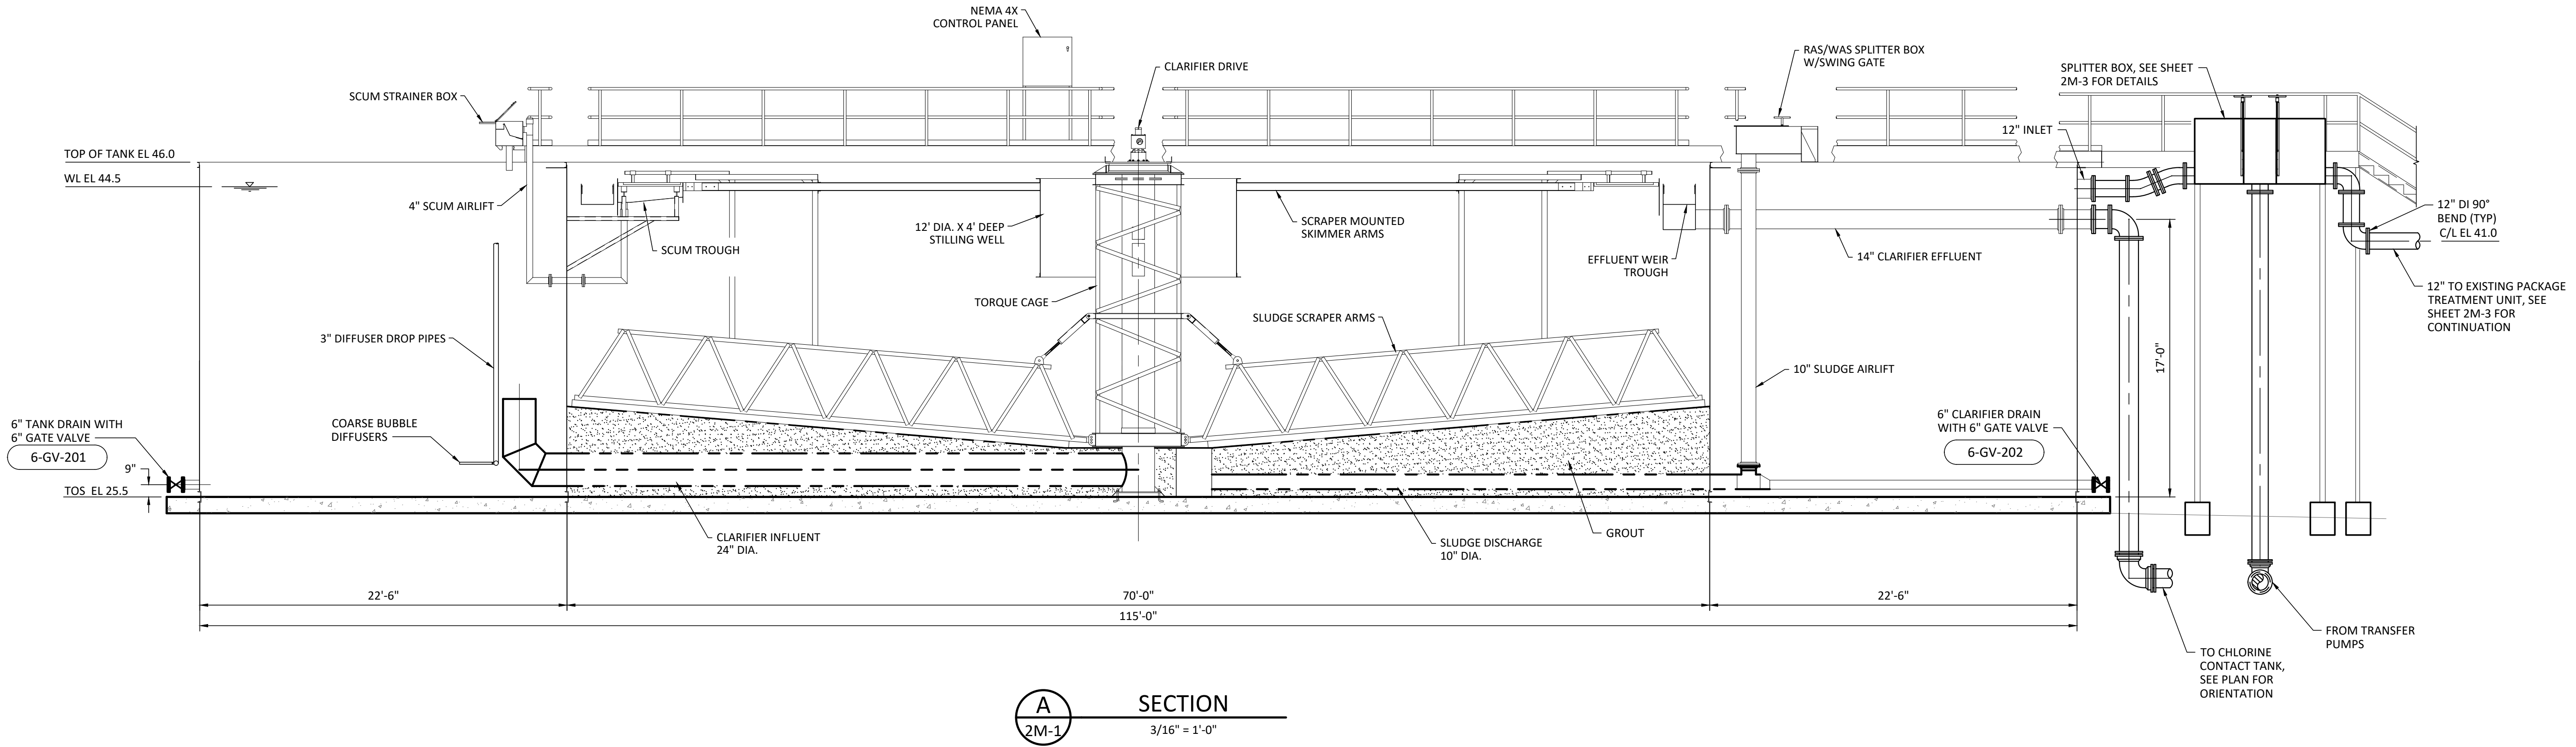 NEMA 4X
CONTROL PANEL
CLARIFIER DRIVE
RAS/WAS SPLITTER BOX
W/SWING GATE
SPLITTER BOX, SEE SHEET
2M-3 FOR DETAILS
SCUM STRAINER BOX
12" INLET
TOP OF TANK EL 46.0
WL EL 44.5
4" SCUM AIRLIFT
12' DIA. X 4' DEEP
STILLING WELL
SCRAPER MOUNTED
SKIMMER ARMS
12" DI 90°
BEND (TYP)
C/L EL 41.0
SCUM TROUGH
EFFLUENT WEIR
TROUGH
14" CLARIFIER EFFLUENT
TORQUE CAGE
12" TO EXISTING PACKAGE
TREATMENT UNIT, SEE
SHEET 2M-3 FOR
CONTINUATION
3" DIFFUSER DROP PIPES
SLUDGE SCRAPER ARMS
17'-0"
10" SLUDGE AIRLIFT
6" TANK DRAIN WITH
6" GATE VALVE
6-GV-201
COARSE BUBBLE
DIFFUSERS
6" CLARIFIER DRAIN
WITH 6" GATE VALVE
6-GV-202
9"
TOS EL 25.5
CLARIFIER INFLUENT
24" DIA.
SLUDGE DISCHARGE
10" DIA.
GROUT
22'-6"
70'-0"
22'-6"
115'-0"
FROM TRANSFER
PUMPS
TO CHLORINE
CONTACT TANK,
SEE PLAN FOR
ORIENTATION
A
2M-1
SECTION
3/16" = 1'-0"